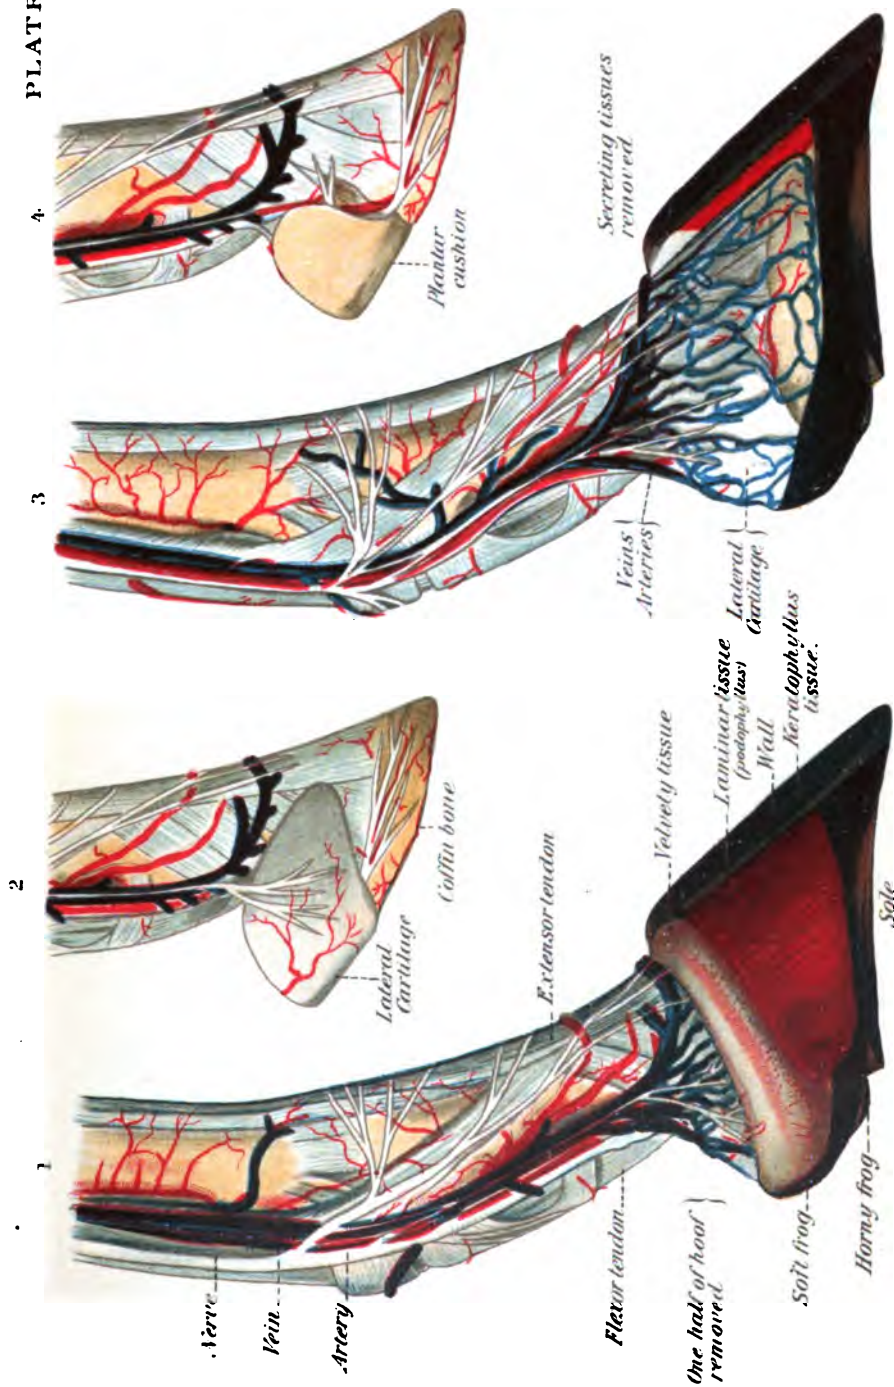 PLATE
1
Nerve
Vein
Artery
Flexor tendon
One half of hoof
removed
Soft frog
Horny frog
Extensor tendon
Velvety tissue
Laminar tissue
(podophyllus)
Wall
Keratophyllus
tissue.
Sole
2
Lateral
Cartilage
Coffin bone
3
Veins
Arteries
Lateral
Cartilage
Secreting tissues
removed
4
Plantar
cushion